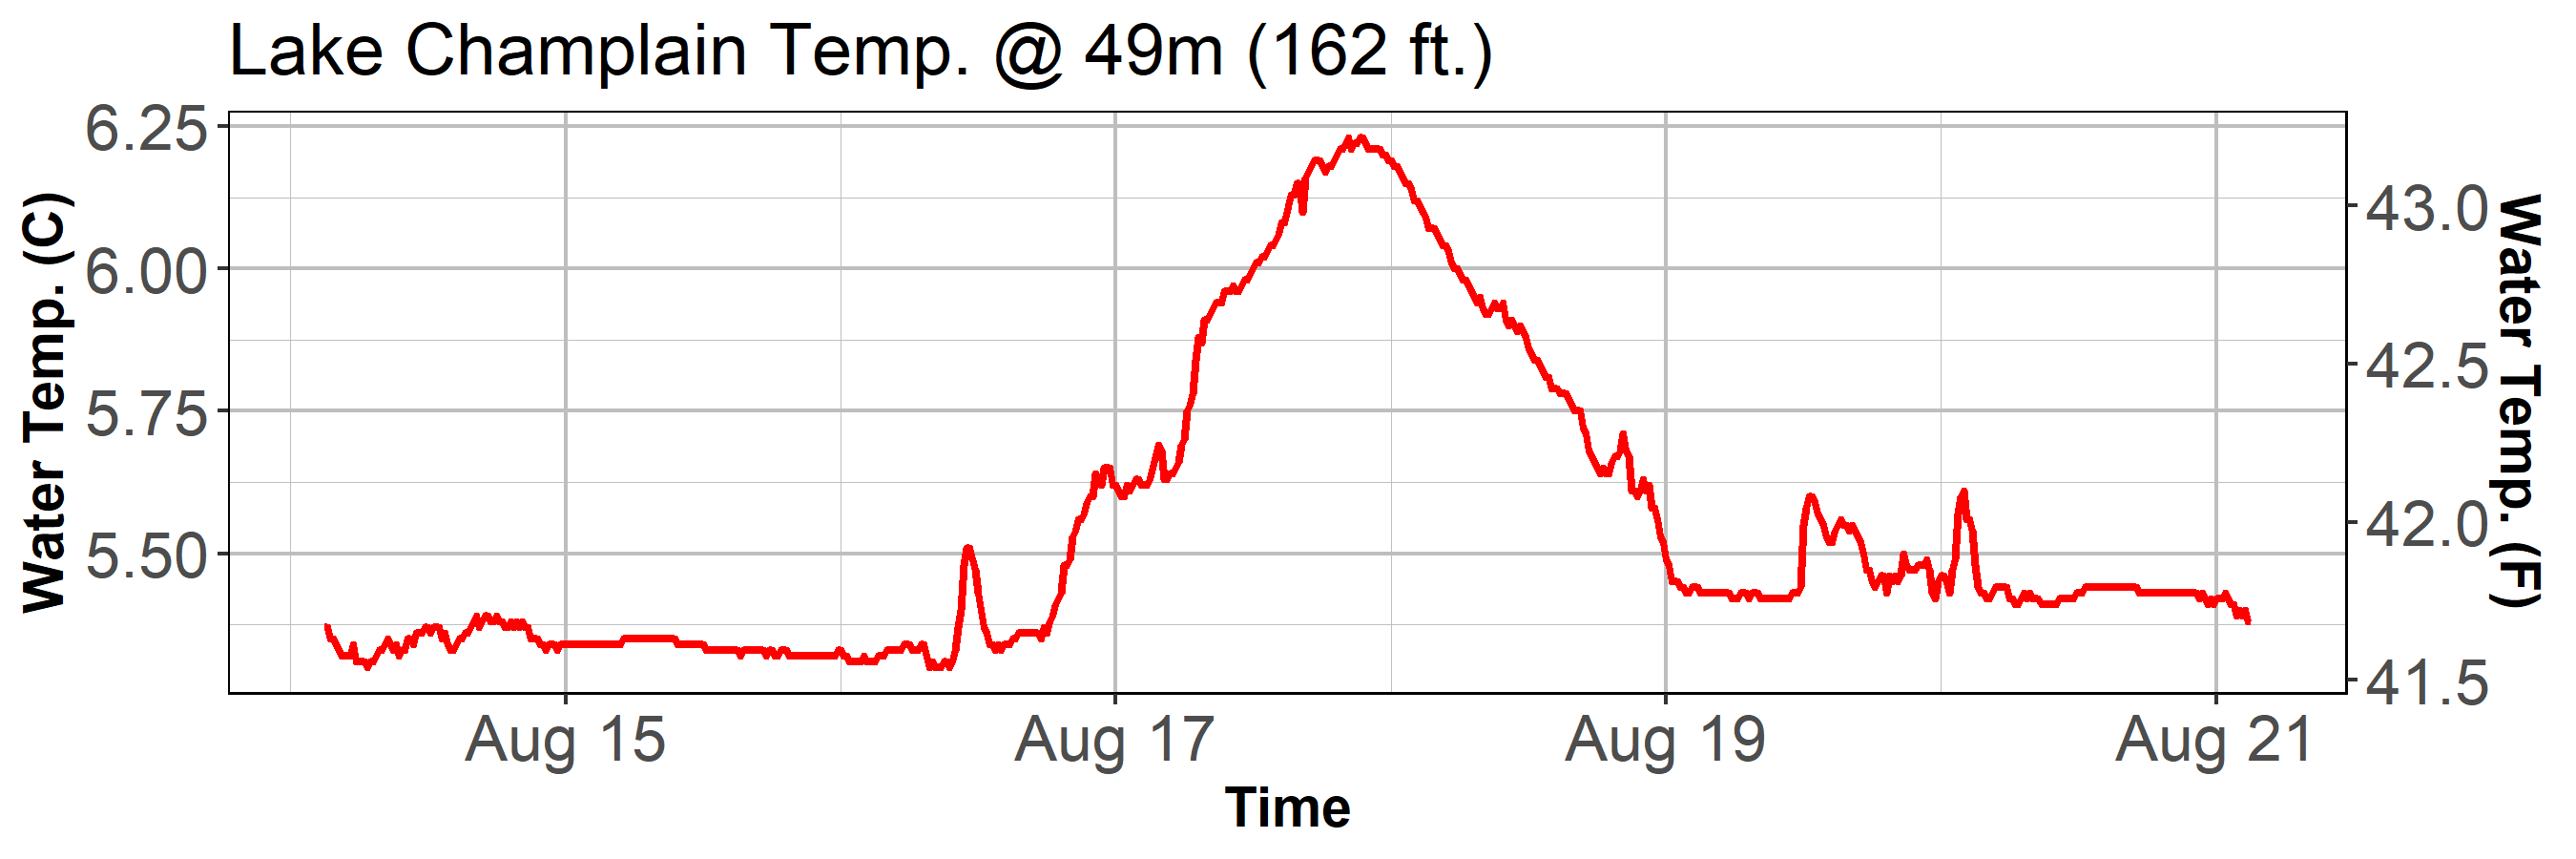 Lake Champlain Temp. @ 49m (162 ft.)
Water Temp. (C)
6.25
6.00
5.75
5.50
43.0
42.5
42.0
41.5
Water Temp. (F)
Aug 15
Aug 17
Aug 19
Aug 21
Time